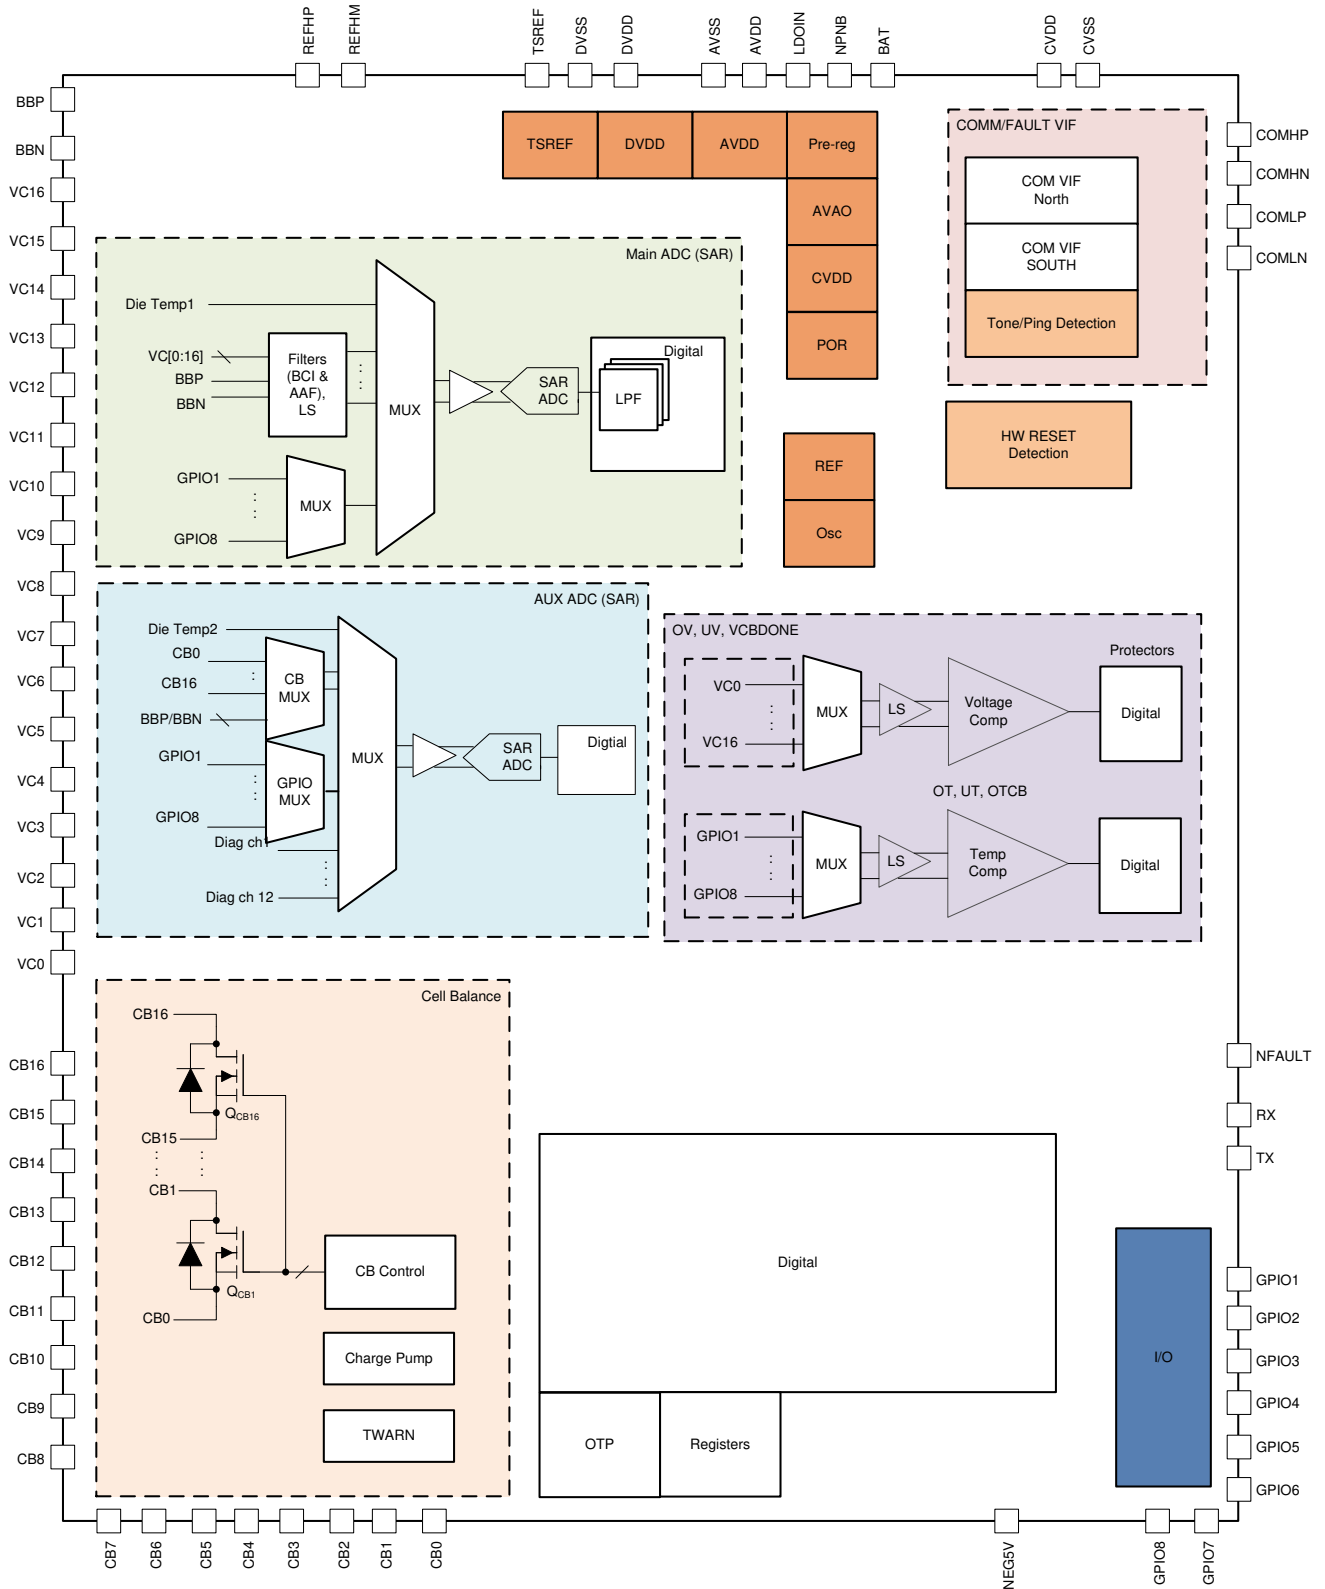 REFHP
REFHM
TSREF
DVSS
DVDD
AVSS
AVDD
LDOIN
NPNB
BAT
CVDD
CVSS
BBP
BBN
VC16
VC15
VC14
VC13
VC12
VC11
VC10
VC9
VC8
VC7
VC6
VC5
VC4
VC3
VC2
VC1
VC0
CB16
CB15
CB14
CB13
CB12
CB11
CB10
CB9
CB8
TSREF
DVDD
AVDD
Pre-reg
AVAO
CVDD
POR
REF
Osc
COMM/FAULT VIF
COM VIF
North
COM VIF
SOUTH
Tone/Ping Detection
HW RESET
Detection
COMHP
COMHN
COMLP
COMLN
Main ADC (SAR)
Die Temp1
VC[0:16]
BBP
BBN
Filters
(BCI &
AAF),
LS
GPIO1
GPIO8
MUX
MUX
SAR
ADC
Digital
LPF
AUX ADC (SAR)
Die Temp2
CB0
CB16
BBP/BBN
CB
MUX
GPIO1
GPIO8
GPIO
MUX
Diag ch1
Diag ch 12
MUX
SAR
ADC
Digtial
OV, UV, VCBDONE
Protectors
VC0
VC16
MUX
LS
Voltage
Comp
Digital
OT, UT, OTCB
GPIO1
GPIO8
MUX
LS
Temp
Comp
Digital
Cell Balance
CB16
QCB16
CB15
CB1
QCB1
CB0
CB Control
Charge Pump
TWARN
Digital
OTP
Registers
I/O
NFAULT
RX
TX
GPIO1
GPIO2
GPIO3
GPIO4
GPIO5
GPIO6
CB7
CB6
CB5
CB4
CB3
CB2
CB1
CB0
NEG5V
GPIO8
GPIO7